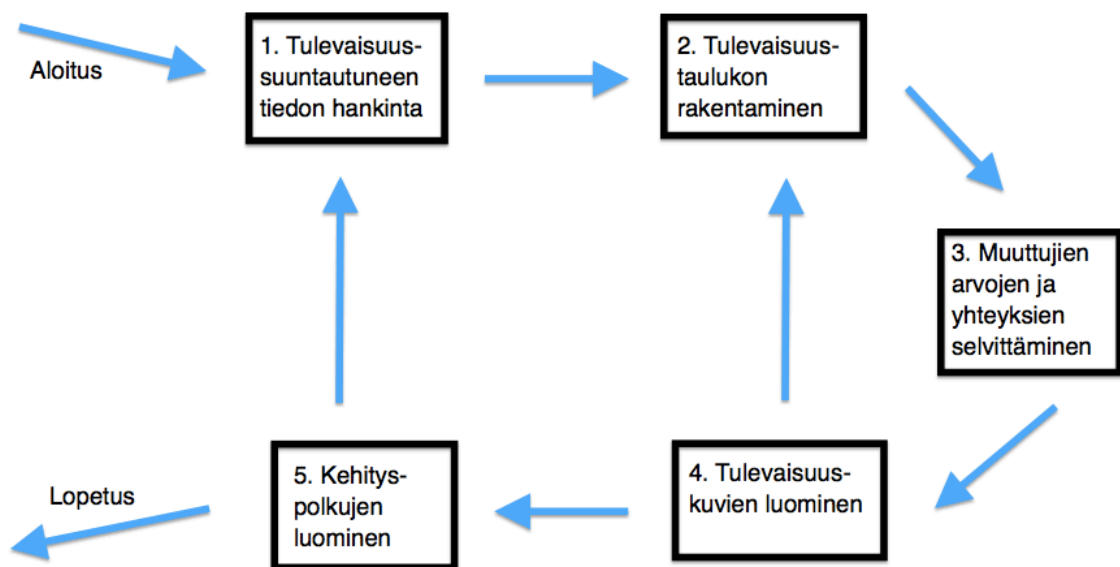 Aloitus
1. Tulevaisuus-
suuntautuneen
tiedon hankinta
2. Tulevaisuus-
taulukon
rakentaminen
3. Muuttujien
arvojen ja
yhteyksien
selvittäminen
4. Tulevaisuus-
kuvien luominen
5. Kehitys-
polkujen
luominen
Lopetus